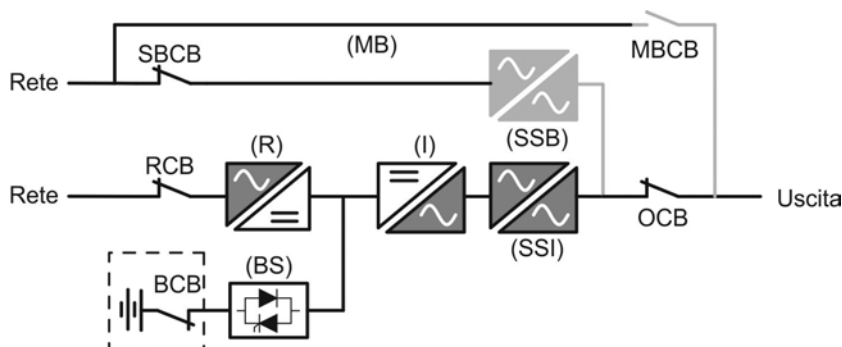 (MB)
SBCB
MBCB
Rete
(SSB)
RCB
(R)
(I)
Rete
Uscita
OCB
(SSI)
BCB
(BS)